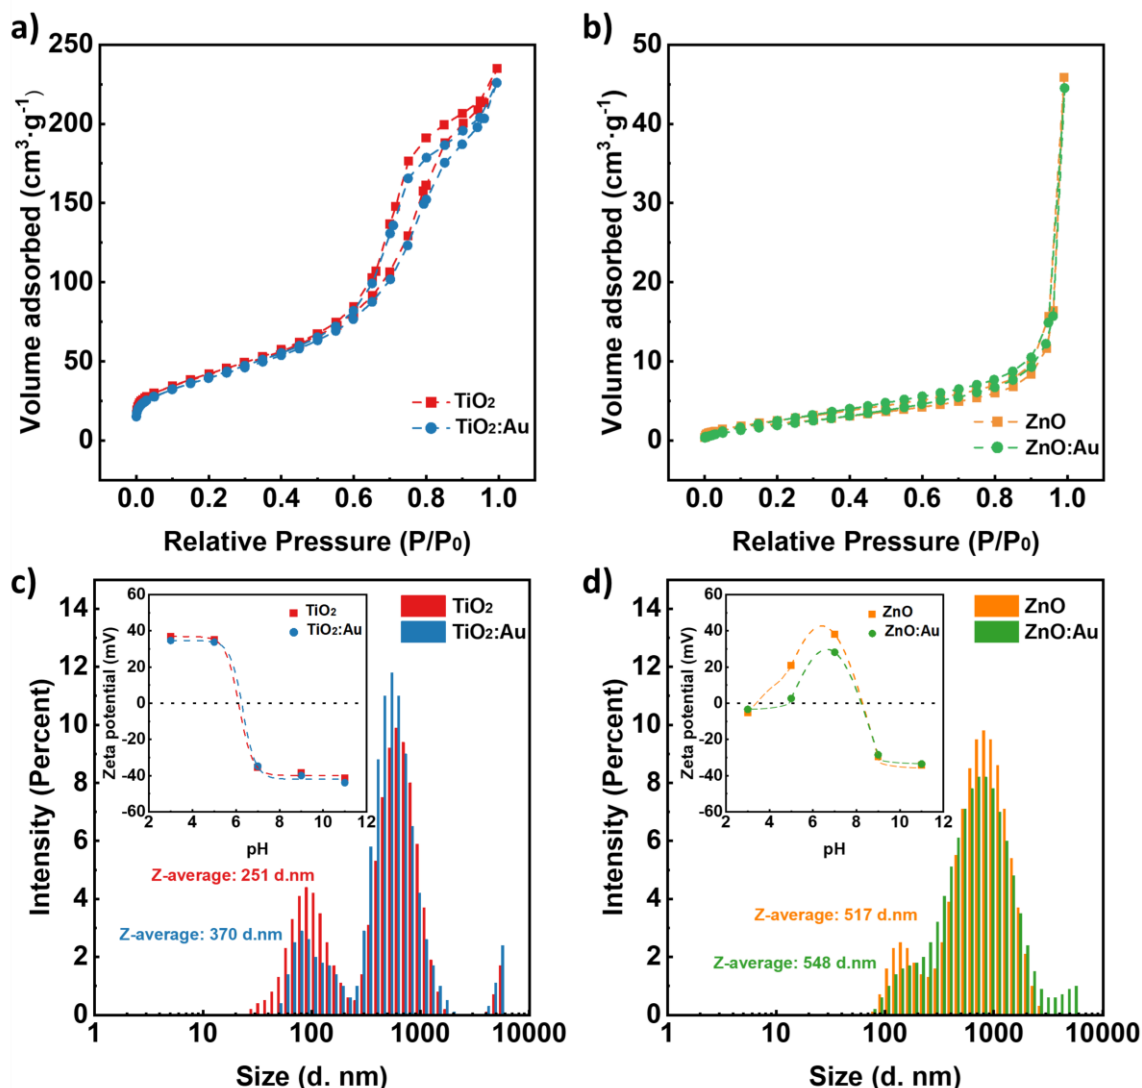 a)
Volume adsorbed (cm³·g⁻¹)
250
200
150
100
50
0
0.0 0.2 0.4 0.6 0.8 1.0
Relative Pressure (P/P₀)
TiO₂
TiO₂:Au
b)
Volume adsorbed (cm³·g⁻¹)
50
40
30
20
10
0
0.0 0.2 0.4 0.6 0.8 1.0
Relative Pressure (P/P₀)
ZnO
ZnO:Au
c)
Intensity (Percent)
14
12
10
8
6
4
2
0
1 10 100 1000 10000
Size (d. nm)
TiO₂
TiO₂:Au
Zeta potential (mV)
60
40
20
0
-20
-40
-60
2 4 6 8 10 12
pH
TiO₂
TiO₂:Au
Z-average: 251 d.nm
Z-average: 370 d.nm
d)
Intensity (Percent)
14
12
10
8
6
4
2
0
1 10 100 1000 10000
Size (d. nm)
ZnO
ZnO:Au
Zeta potential (mV)
60
40
20
0
-20
-40
-60
2 4 6 8 10 12
pH
ZnO
ZnO:Au
Z-average: 517 d.nm
Z-average: 548 d.nm